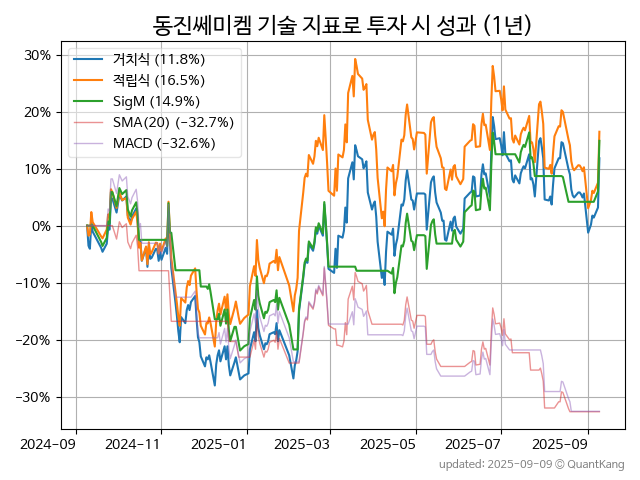 동진쎄미켐 기술 지표로 투자 시 성과 (1년)
거치식 (11.8%)
적립식 (16.5%)
SigM (14.9%)
SMA(20) (−32.7%)
MACD (−32.6%)
30%
20%
10%
0%
−10%
−20%
−30%
2024−09 2024−11 2025−01 2025−03 2025−05 2025−07 2025−09
updated: 2025−09−09 ⓒ QuantKang